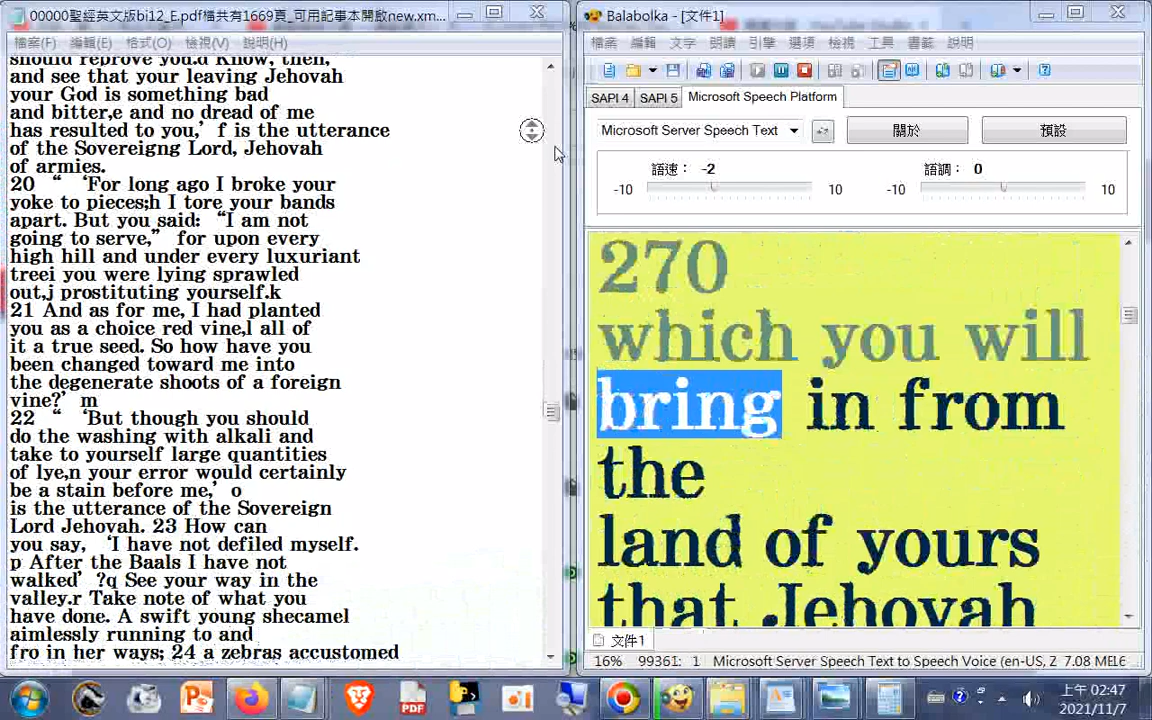 00000聖經英文版bi12_E.pdf檔共有1669頁_可用記事本開啟new.xm...
檔案(F) 編輯(E) 格式(O) 檢視(V) 說明(H)
should reprove you.d Know, then,
and see that your leaving Jehovah
your God is something bad
and bitter,e and no dread of me
has resulted to you,’ f is the utterance
of the Sovereigng Lord, Jehovah
of armies.
20 “ ‘For long ago I broke your
yoke to pieces;h I tore your bands
apart. But you said: “I am not
going to serve,” for upon every
high hill and under every luxuriant
treei you were lying sprawled
out,j prostituting yourself.k
21 And as for me, I had planted
you as a choice red vine,l all of
it a true seed. So how have you
been changed toward me into
the degenerate shoots of a foreign
vine?’ m
22 “ ‘But though you should
do the washing with alkali and
take to yourself large quantities
of lye,n your error would certainly
be a stain before me,’ o
is the utterance of the Sovereign
Lord Jehovah. 23 How can
you say, ‘I have not defiled myself.
p After the Baals I have not
walked’ ?q See your way in the
valley.r Take note of what you
have done. A swift young shecamel
aimlessly running to and
fro in her ways; 24 a zebras accustomed
Balabolka - [文件1]
檔案 編輯 文字 朗讀 引擎 選項 檢視 工具 書籤 說明
SAPI 4 SAPI 5 Microsoft Speech Platform
Microsoft Server Speech Text 關於 預設
語速： -2 語調： 0
-10 10 -10 10
270
which you will
bring in from
the
land of yours
that Jehovah
文件1
16% 99361: 1 Microsoft Server Speech Text to Speech Voice (en-US, Z 7.08 ME
上午 02:47
2021/11/7